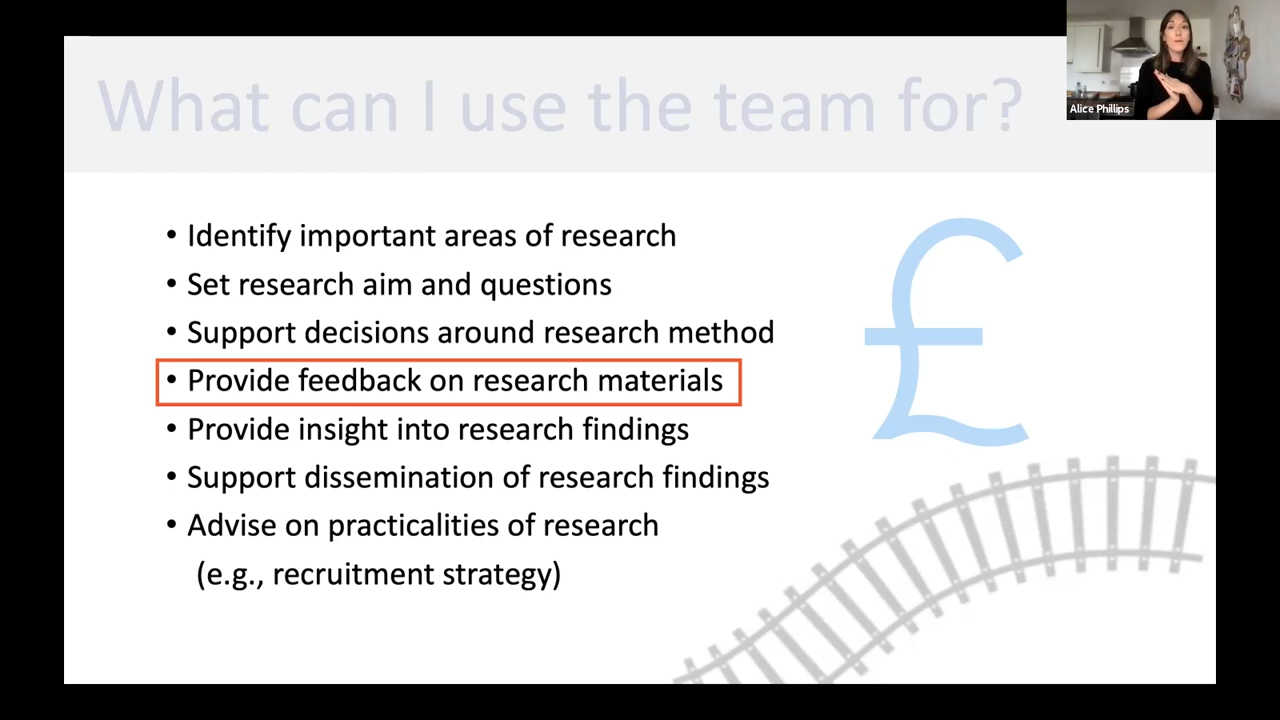 What can I use the team for?
Alice Phillips
• Identify important areas of research
• Set research aim and questions
• Support decisions around research method
• Provide feedback on research materials
• Provide insight into research findings
• Support dissemination of research findings
• Advise on practicalities of research
(e.g., recruitment strategy)
£